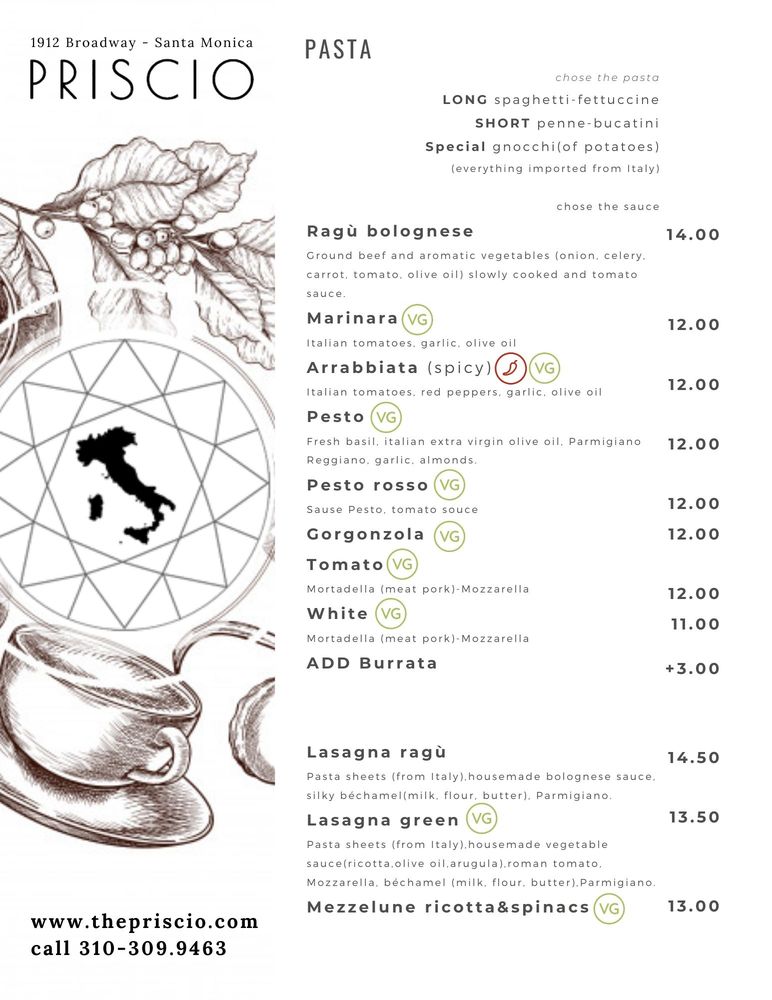 1912 Broadway - Santa Monica
PRISCIO
PASTA
chose the pasta
LONG spaghetti-fettuccine
SHORT penne-bucatini
Special gnocchi(of potatoes)
(everything imported from Italy)
chose the sauce
Ragù bolognese 14.00
Ground beef and aromatic vegetables (onion, celery,
carrot, tomato, olive oil) slowly cooked and tomato
sauce.
Marinara VG 12.00
Italian tomatoes, garlic, olive oil
Arrabbiata (spicy) VG 12.00
Italian tomatoes, red peppers, garlic, olive oil
Pesto VG 12.00
Fresh basil, italian extra virgin olive oil, Parmigiano
Reggiano, garlic, almonds.
Pesto rosso VG 12.00
Sause Pesto, tomato souce
Gorgonzola VG 12.00
Tomato VG 12.00
Mortadella (meat pork)-Mozzarella
White VG 11.00
Mortadella (meat pork)-Mozzarella
ADD Burrata +3.00
Lasagna ragù 14.50
Pasta sheets (from Italy),housemade bolognese sauce,
silky béchamel(milk, flour, butter), Parmigiano.
Lasagna green VG 13.50
Pasta sheets (from Italy),housemade vegetable
sauce(ricotta,olive oil,arugula),roman tomato,
Mozzarella, béchamel (milk, flour, butter),Parmigiano.
Mezzelune ricotta&spinacs VG 13.00
www.thepriscio.com
call 310-309.9463